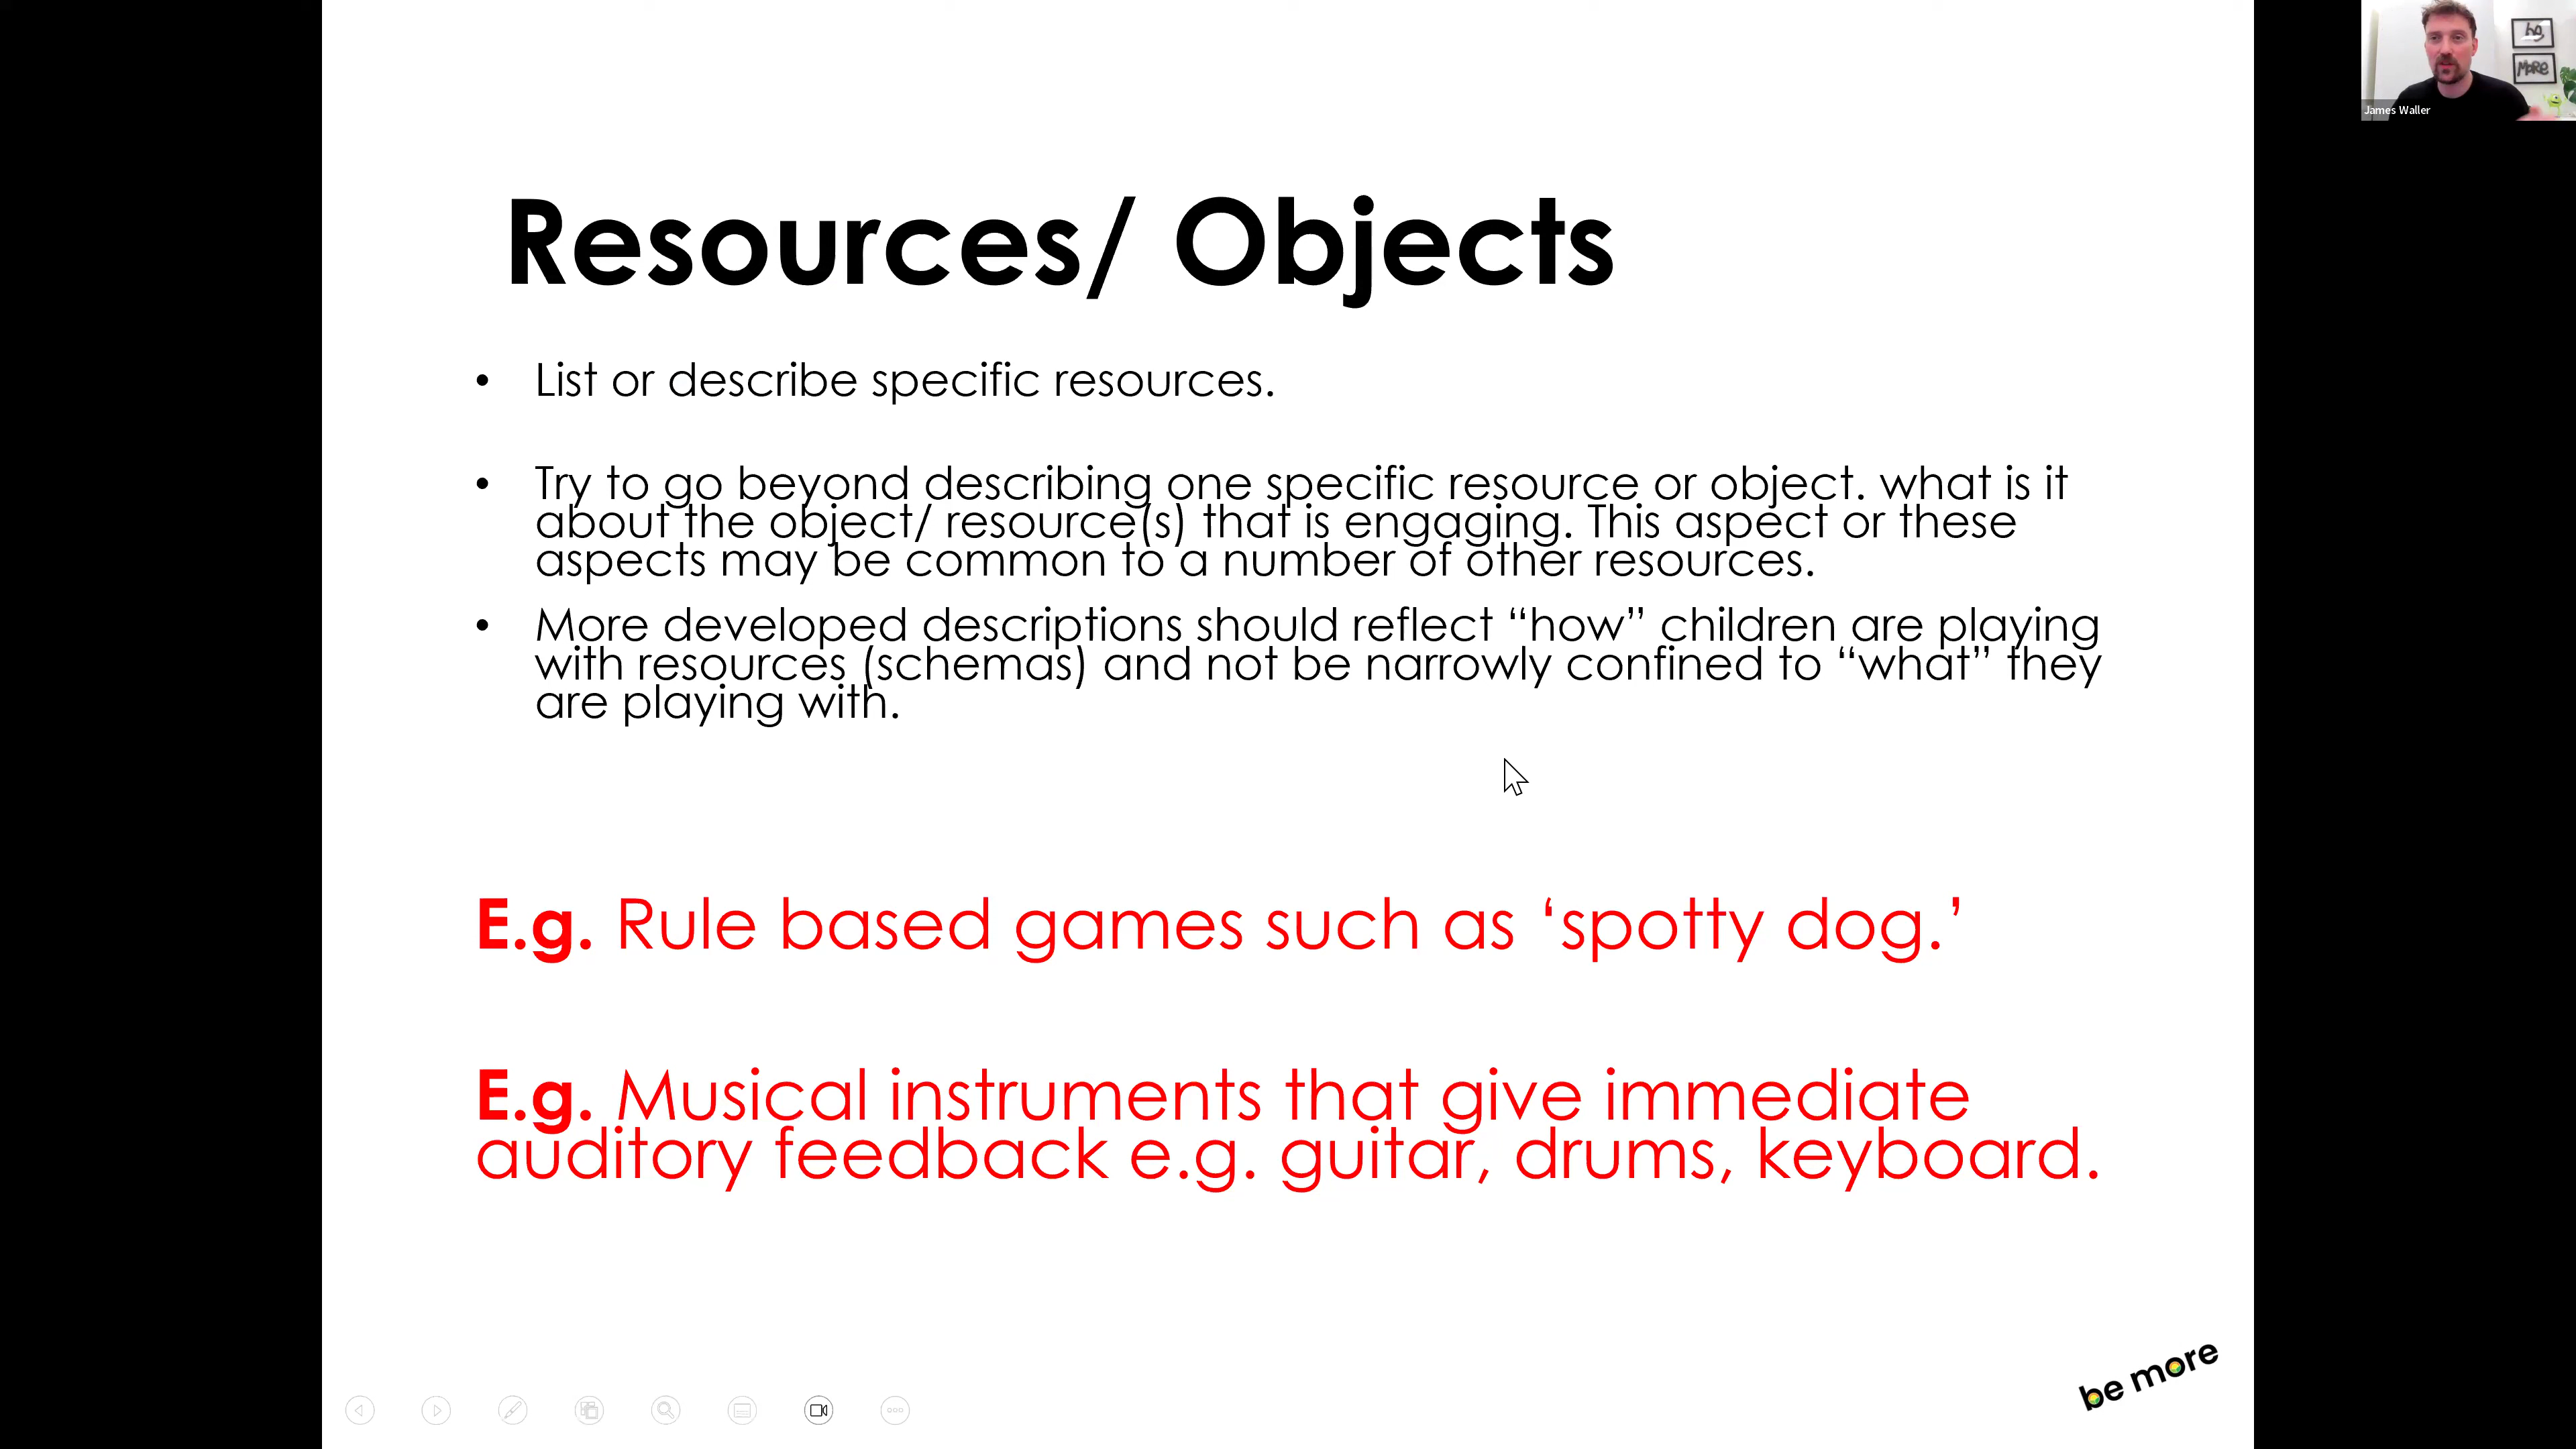 Resources/ Objects
• List or describe specific resources.
• Try to go beyond describing one specific resource or object. what is it
about the object/ resource(s) that is engaging. This aspect or these
aspects may be common to a number of other resources.
• More developed descriptions should reflect “how” children are playing
with resources (schemas) and not be narrowly confined to “what” they
are playing with.
E.g. Rule based games such as ‘spotty dog.’
E.g. Musical instruments that give immediate
auditory feedback e.g. guitar, drums, keyboard.
be more
be
MORE
James Waller